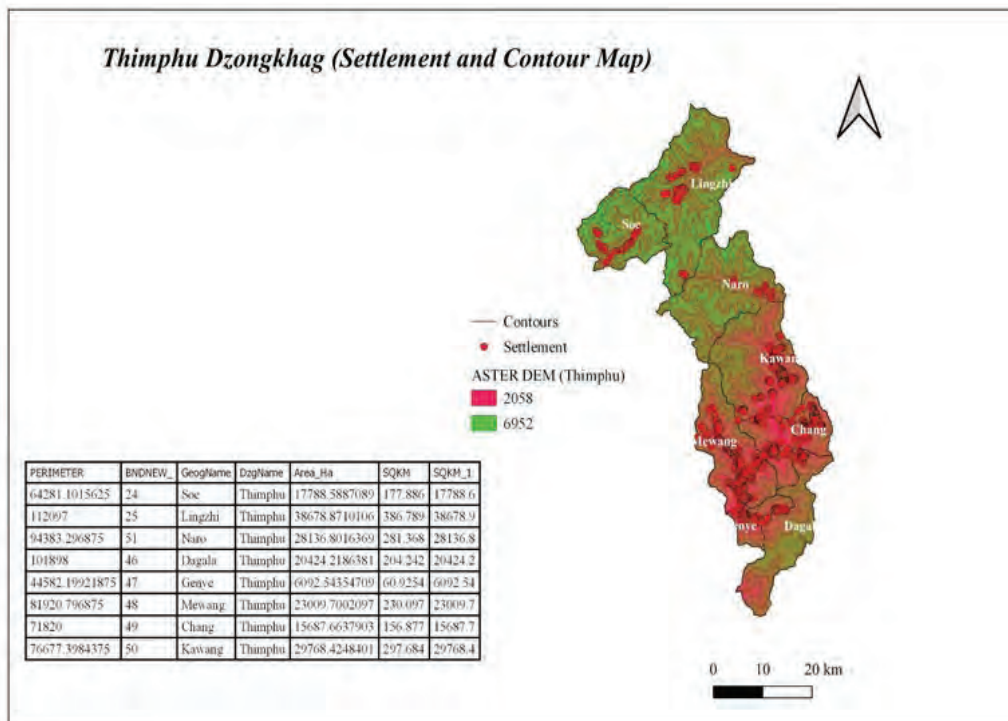 Thimphu Dzongkhag (Settlement and Contour Map)
Lingzhi
Soe
Naro
Contours
Settlement
ASTER DEM (Thimphu)
2058
6952
Kawang
Chang
Mewang
Genye
Dagala
PERIMETER BNDNEW_ GeogName DzgName Area_Ha SQKM SQKM_1
64281.1015625 24 Soe Thimphu 17788.5887089 177.886 17788.6
112097 25 Lingzhi Thimphu 38678.8710106 386.789 38678.9
94383.296875 51 Naro Thimphu 28136.8016369 281.368 28136.8
101898 46 Dagala Thimphu 20424.2186381 204.242 20424.2
44582.19921875 47 Genye Thimphu 6092.54354709 60.9254 6092.54
81920.796875 48 Mewang Thimphu 23009.7002097 230.097 23009.7
71820 49 Chang Thimphu 15687.6637903 156.877 15687.7
76677.3984375 50 Kawang Thimphu 29768.4248401 297.684 29768.4
0 10 20 km